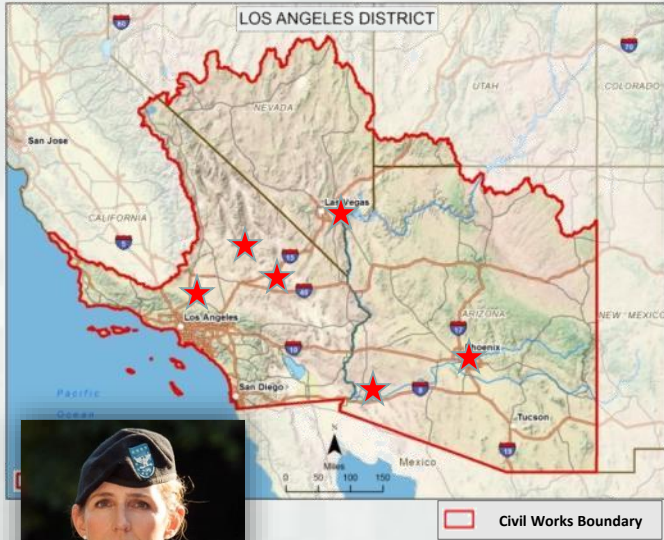 LOS ANGELES DISTRICT
80
70
UTAH
COLORADO
NEVADA
San Jose
CALIFORNIA
5
Las Vegas
15
40
Los Angeles
ARIZONA
17
NEW MEXICO
Phoenix
10
San Diego
8
Pacific
Ocean
Tucson
N
Miles
Mexico
0 50 100 150
Civil Works Boundary